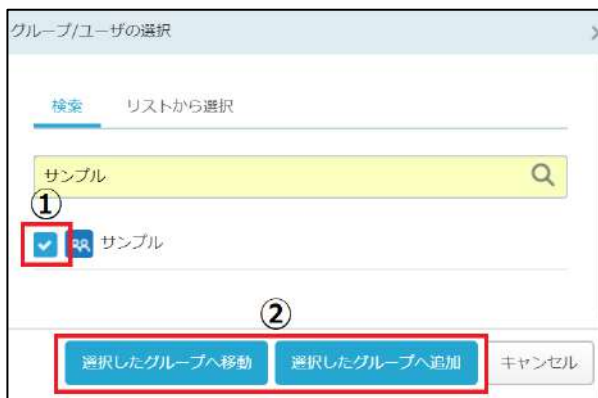 グループ/ユーザの選択
検索 リストから選択
サンプル
①
サンプル
②
選択したグループへ移動 選択したグループへ追加 キャンセル